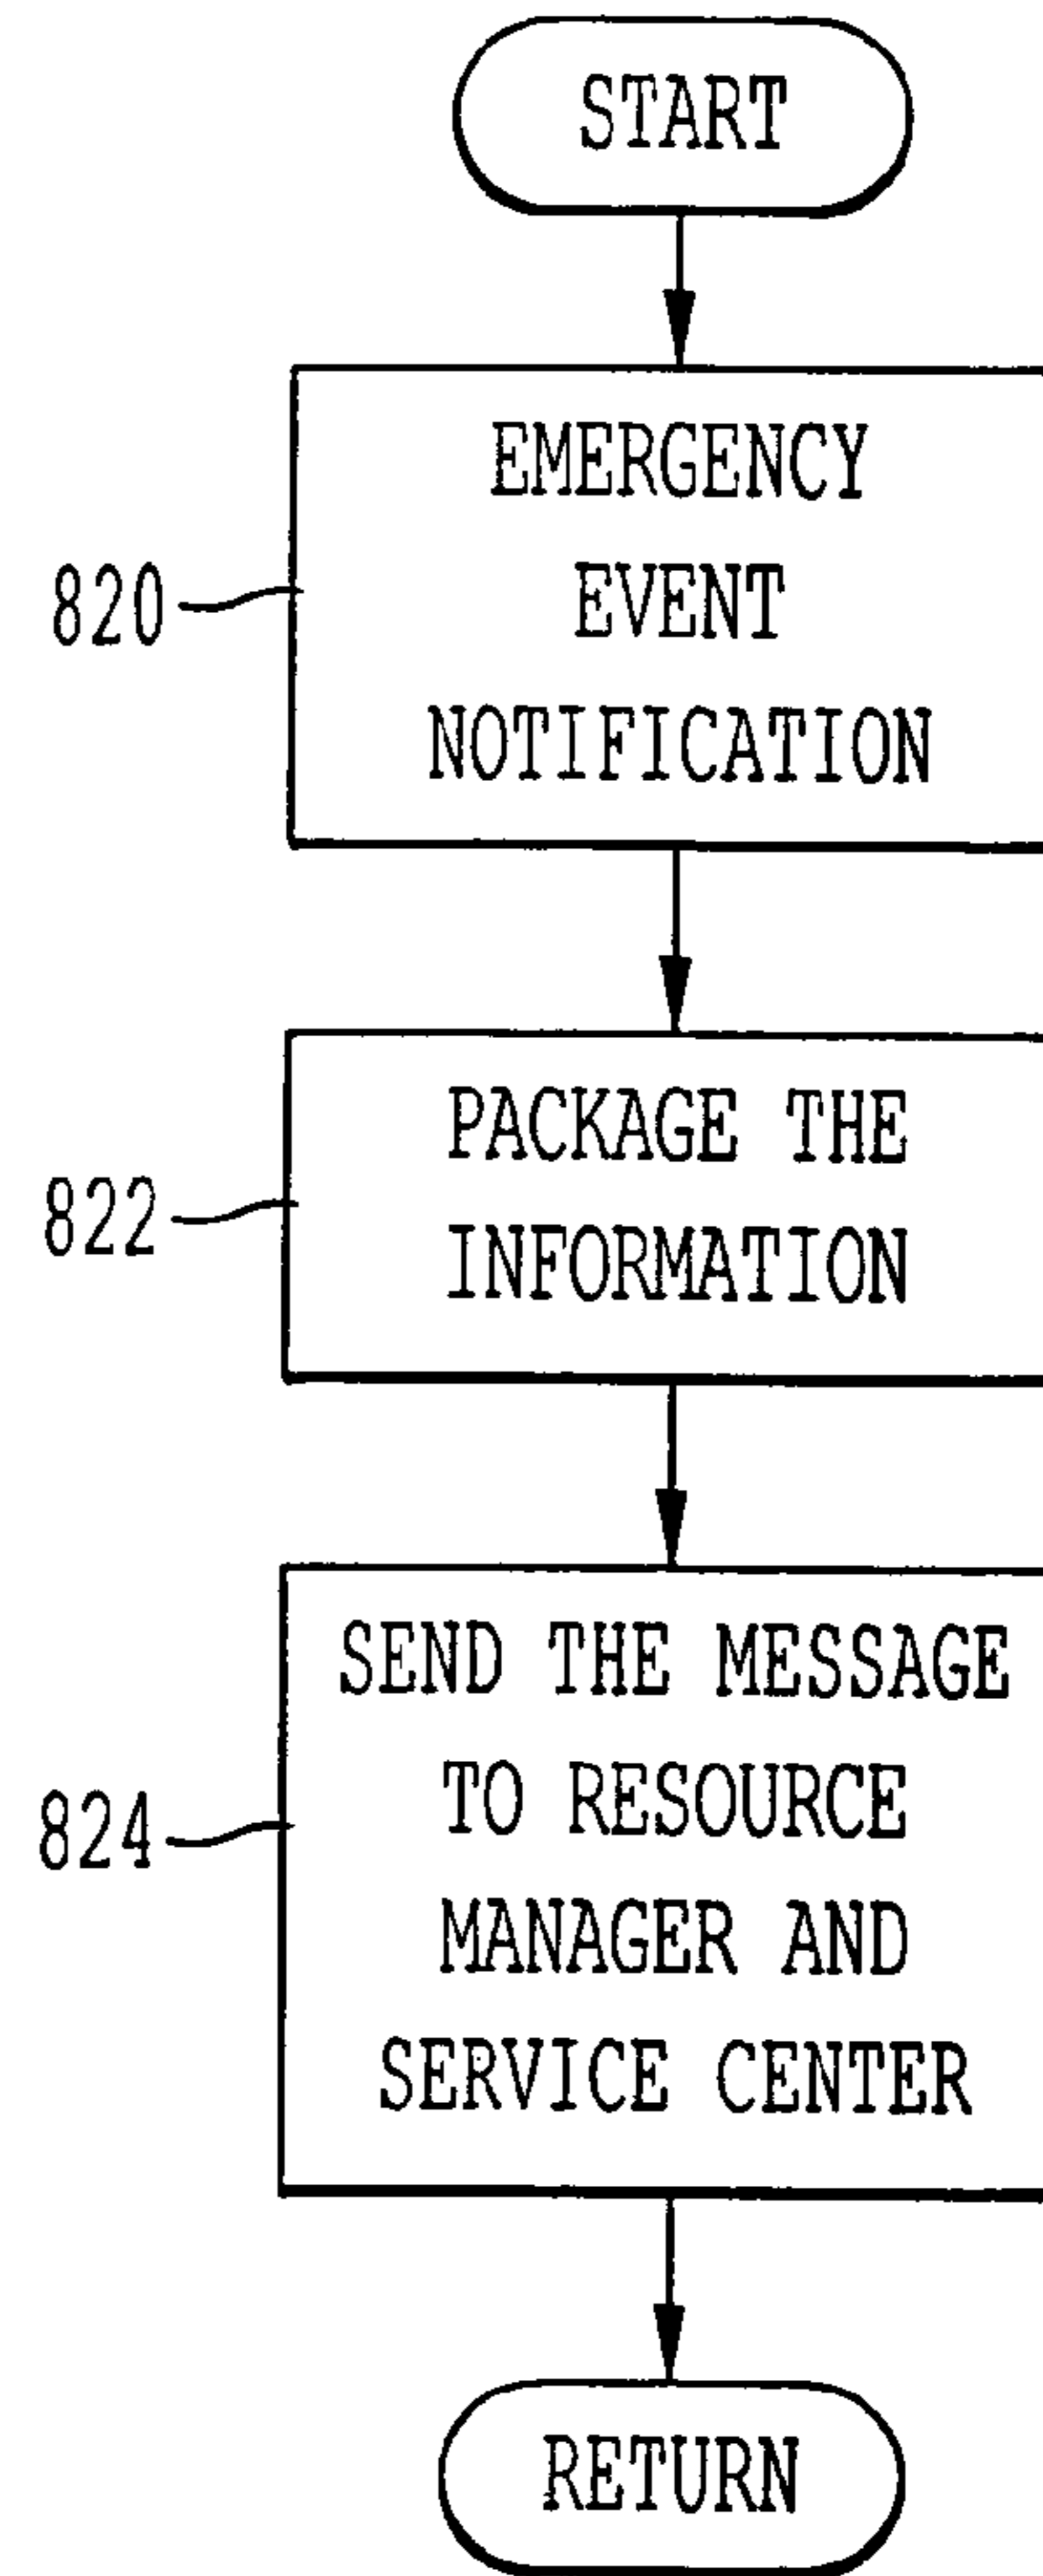 START
EMERGENCY
EVENT
NOTIFICATION
820
PACKAGE THE
INFORMATION
822
SEND THE MESSAGE
TO RESOURCE
MANAGER AND
SERVICE CENTER
824
RETURN